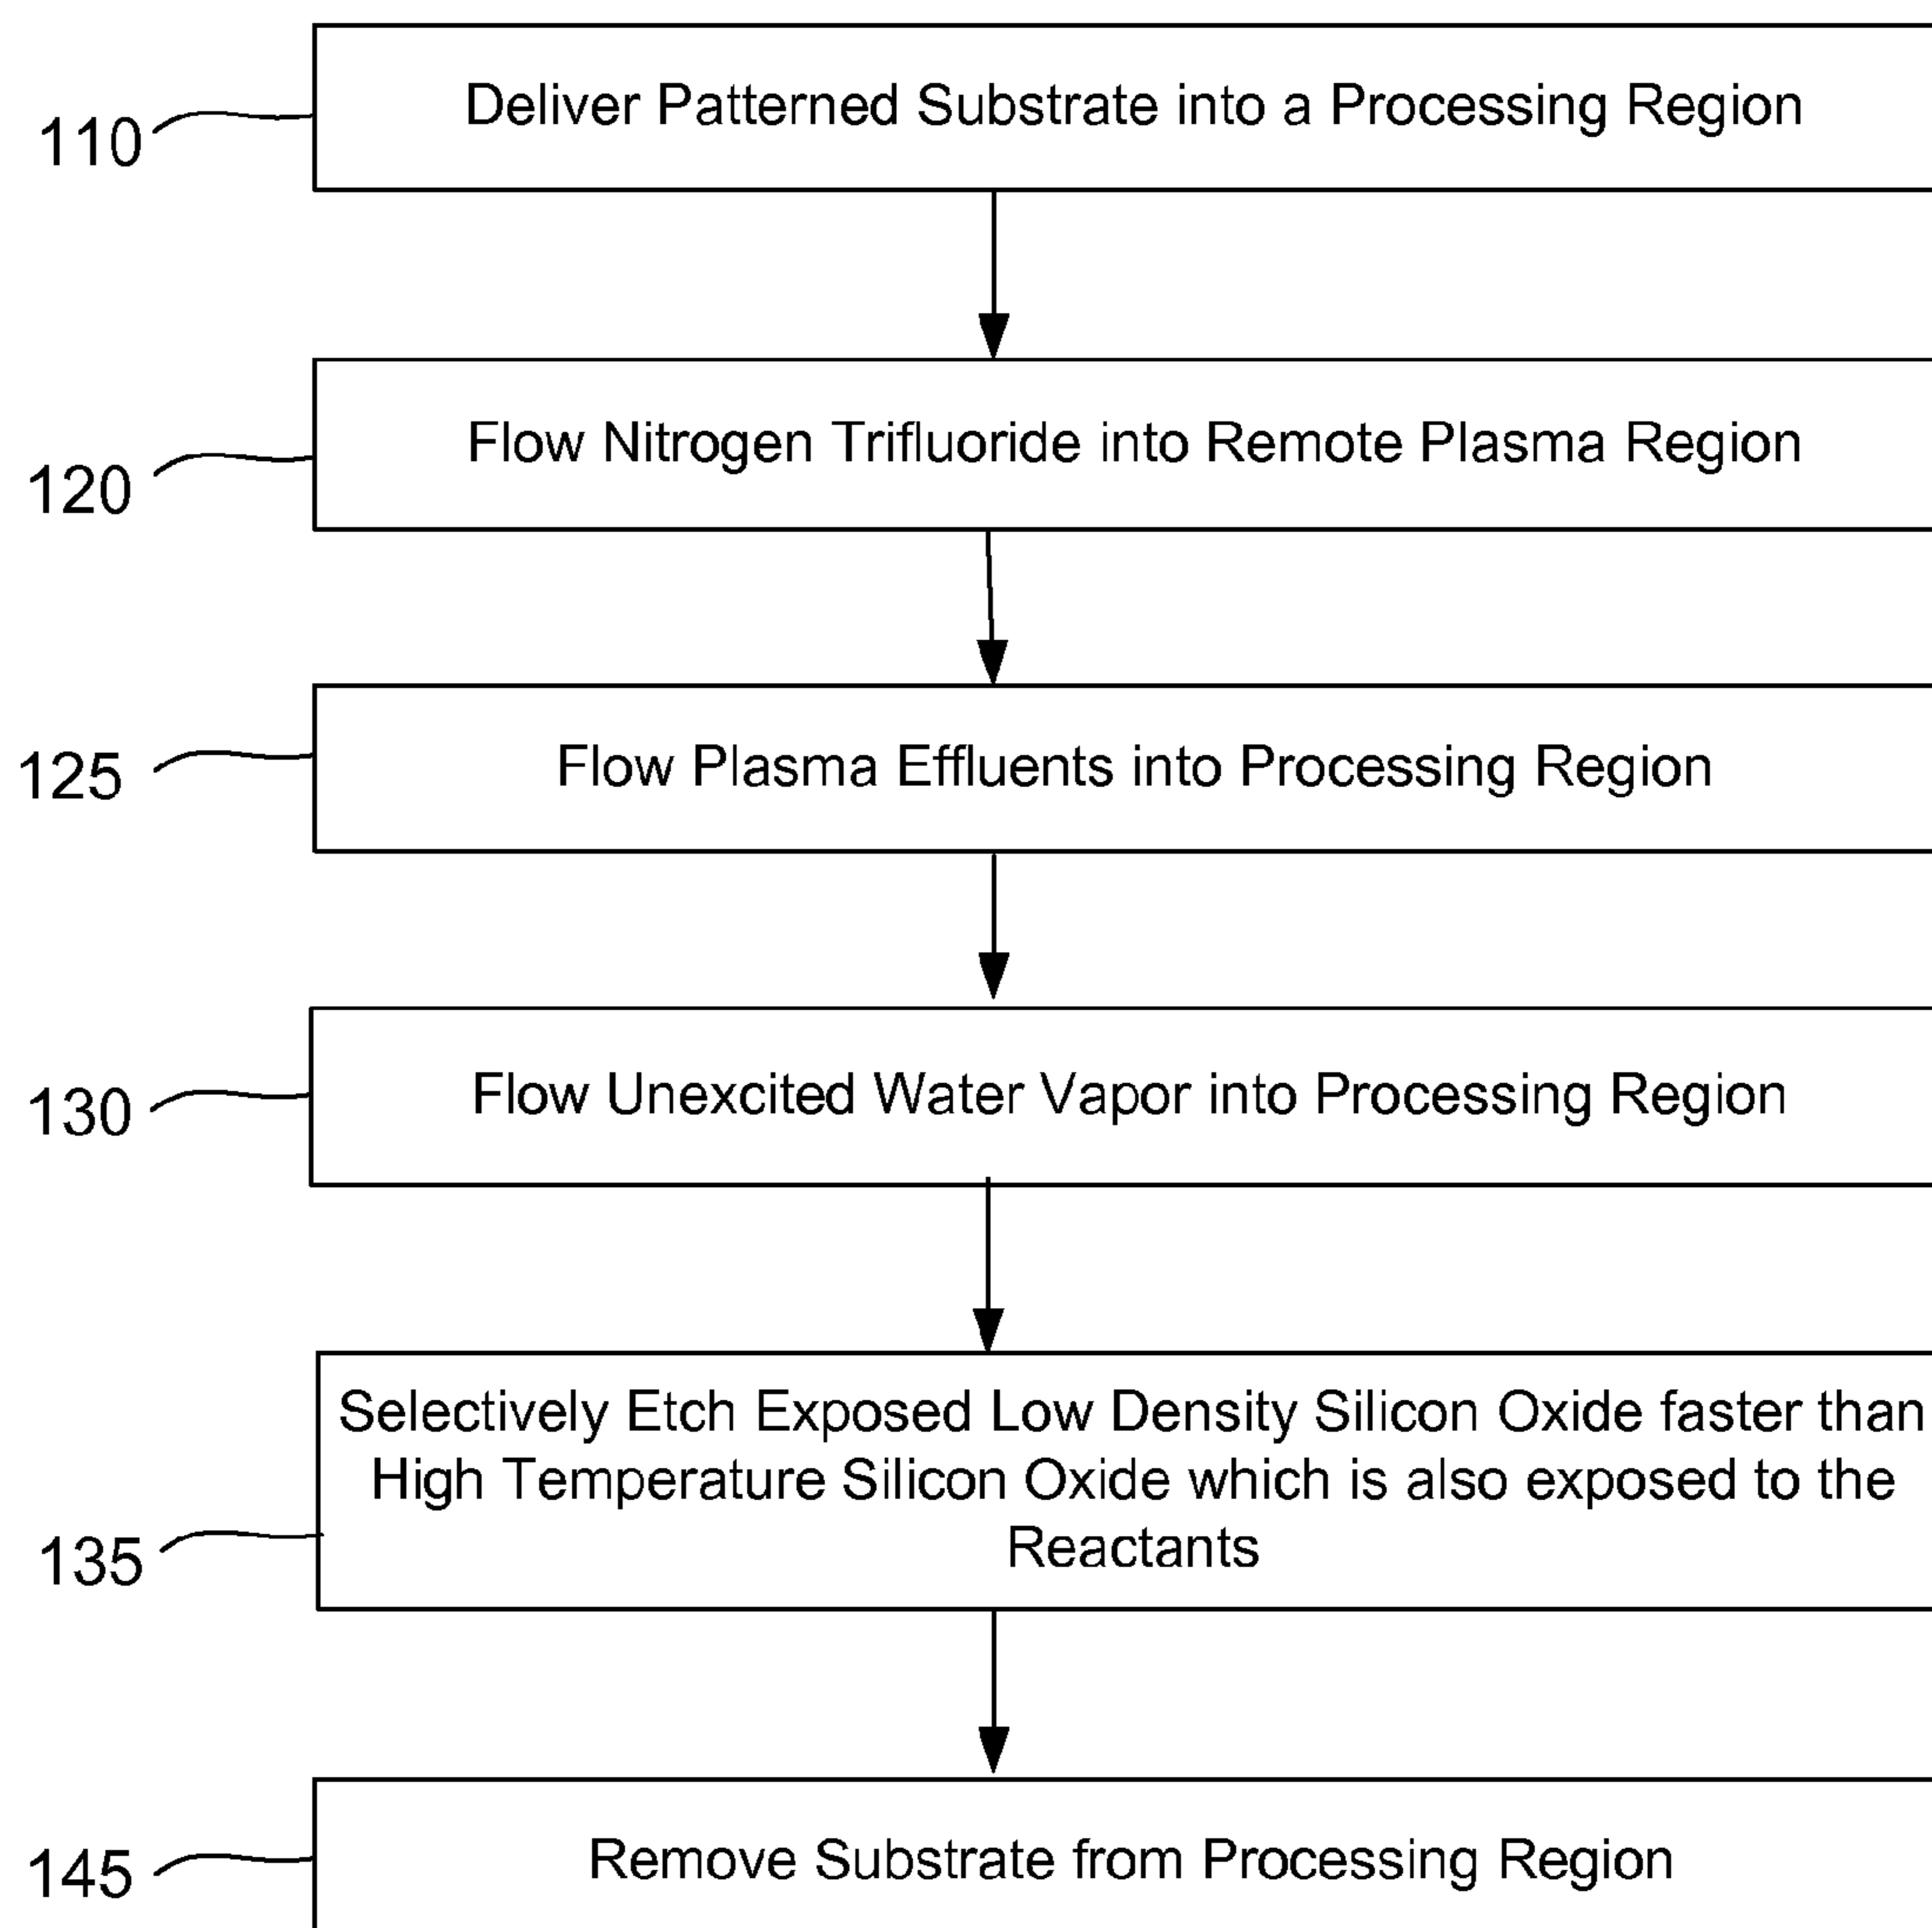 Deliver Patterned Substrate into a Processing Region
110
Flow Nitrogen Trifluoride into Remote Plasma Region
120
Flow Plasma Effluents into Processing Region
125
Flow Unexcited Water Vapor into Processing Region
130
Selectively Etch Exposed Low Density Silicon Oxide faster than
High Temperature Silicon Oxide which is also exposed to the
Reactants
135
Remove Substrate from Processing Region
145